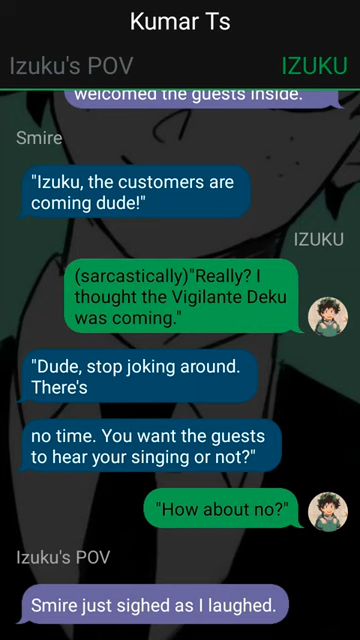 Kumar Ts
Izuku's POV
IZUKU
welcomed the guests inside.
Smire
"Izuku, the customers are
coming dude!"
IZUKU
(sarcastically)"Really? I
thought the Vigilante Deku
was coming."
"Dude, stop joking around.
There's
no time. You want the guests
to hear your singing or not?"
"How about no?"
Izuku's POV
Smire just sighed as I laughed.